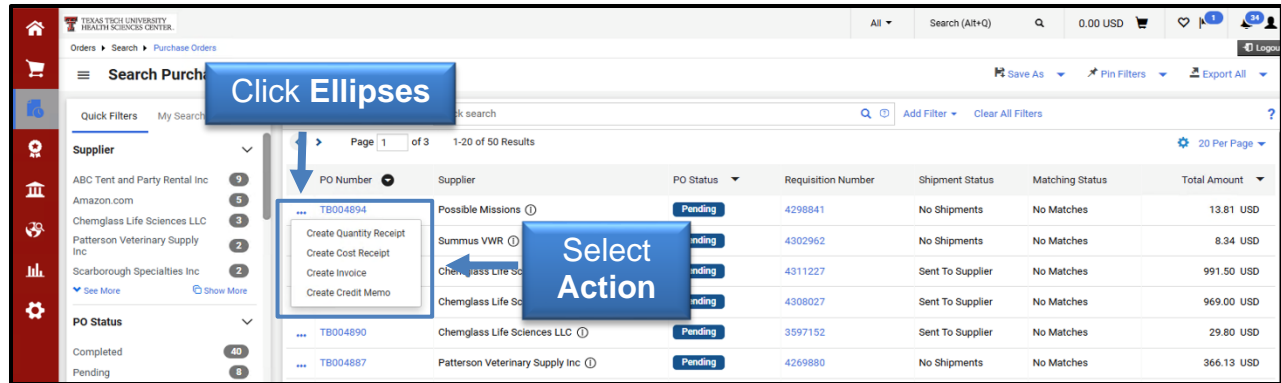 TEXAS TECH UNIVERSITY
HEALTH SCIENCES CENTER.
All Search (Alt+Q) 0.00 USD 1 34
Orders Search Purchase Orders
Search Purcha
Save As Pin Filters Export All
Click Ellipses
Quick Filters My Search
ck search Add Filter Clear All Filters ?
Page 1 of 3 1-20 of 50 Results 20 Per Page
Supplier
ABC Tent and Party Rental Inc 9
Amazon.com 5
Chemglass Life Sciences LLC 3
Patterson Veterinary Supply
Inc 2
Scarborough Specialties Inc 2
See More Show More
PO Status
Completed 40
Pending 8
PO Number Supplier PO Status Requisition Number Shipment Status Matching Status Total Amount
... TB004894 Possible Missions Pending 4298841 No Shipments No Matches 13.81 USD
Create Quantity Receipt
Create Cost Receipt
Create Invoice
Create Credit Memo
Select
Action
Summus VWR nding 4302962 No Shipments No Matches 8.34 USD
Chemglass Life Sc nding 4311227 Sent To Supplier No Matches 991.50 USD
Chemglass Life Sc nding 4308027 Sent To Supplier No Matches 969.00 USD
... TB004890 Chemglass Life Sciences LLC Pending 3597152 Sent To Supplier No Matches 29.80 USD
... TB004887 Patterson Veterinary Supply Inc Pending 4269880 No Shipments No Matches 366.13 USD